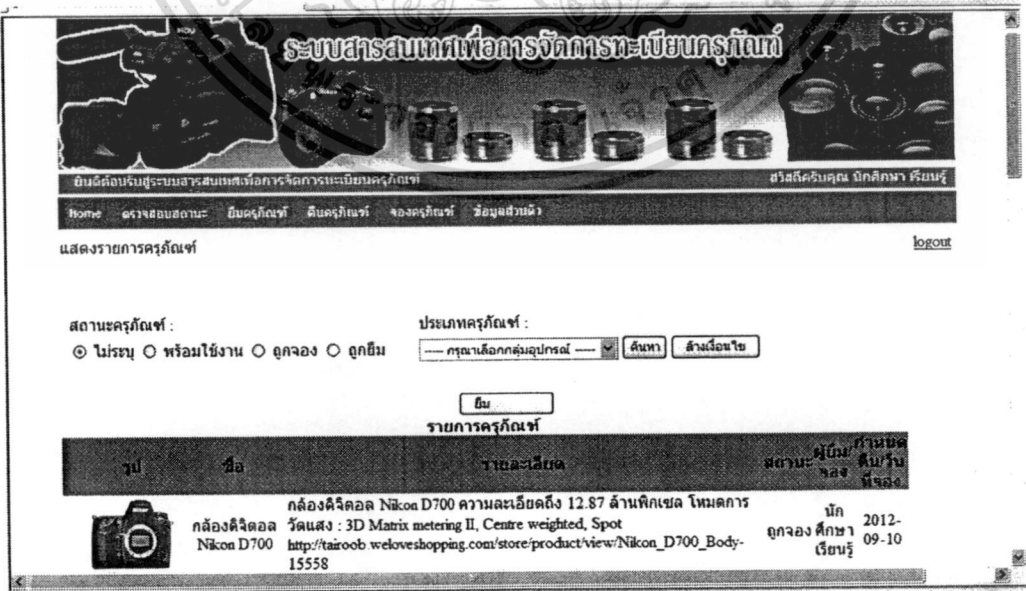 ระบบสารสนเทศเพื่อการจัดการทะเบียนครุภัณฑ์
ยินดีต้อนรับสู่ระบบสารสนเทศเพื่อการจัดการทะเบียนครุภัณฑ์ สวัสดีครับคุณ นักศึกษา เรียนรู้
Home ตรวจสอบสถานะ ยืมครุภัณฑ์ คืนครุภัณฑ์ จองครุภัณฑ์ ข้อมูลส่วนตัว
แสดงรายการครุภัณฑ์ logout
สถานะครุภัณฑ์ : ประเภทครุภัณฑ์ :
ไม่ระบุ พร้อมใช้งาน ถูกจอง ถูกยืม ---- กรุณาเลือกกลุ่มอุปกรณ์ ---- ค้นหา ล้างเงื่อนไข
ยืม
รายการครุภัณฑ์
รูป ชื่อ รายละเอียด สถานะ ผู้ยืม/จอง กำหนดคืน/วันที่จอง
กล้องดิจิตอล Nikon D700 ความละเอียดถึง 12.87 ล้านพิกเซล โหมดการ
กล้องดิจิตอล วัดแสง : 3D Matrix metering II, Centre weighted, Spot ถูกจอง นักศึกษา เรียนรู้ 2012-09-10
Nikon D700 http://tairoob.weloveshopping.com/store/product/view/Nikon_D700_Body-
15558